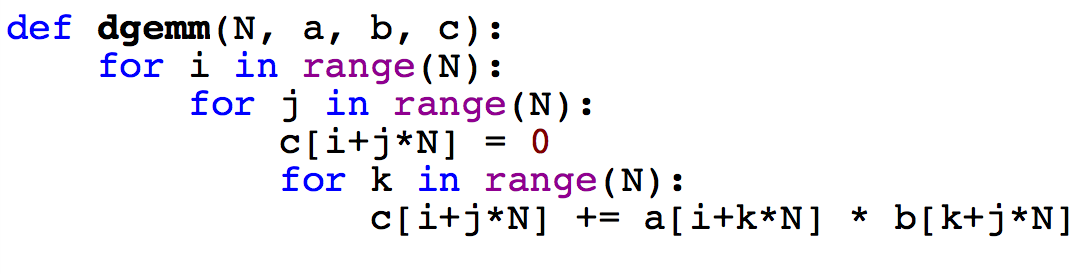 def dgemm(N, a, b, c):
    for i in range(N):
        for j in range(N):
            c[i+j*N] = 0
            for k in range(N):
                c[i+j*N] += a[i+k*N] * b[k+j*N]